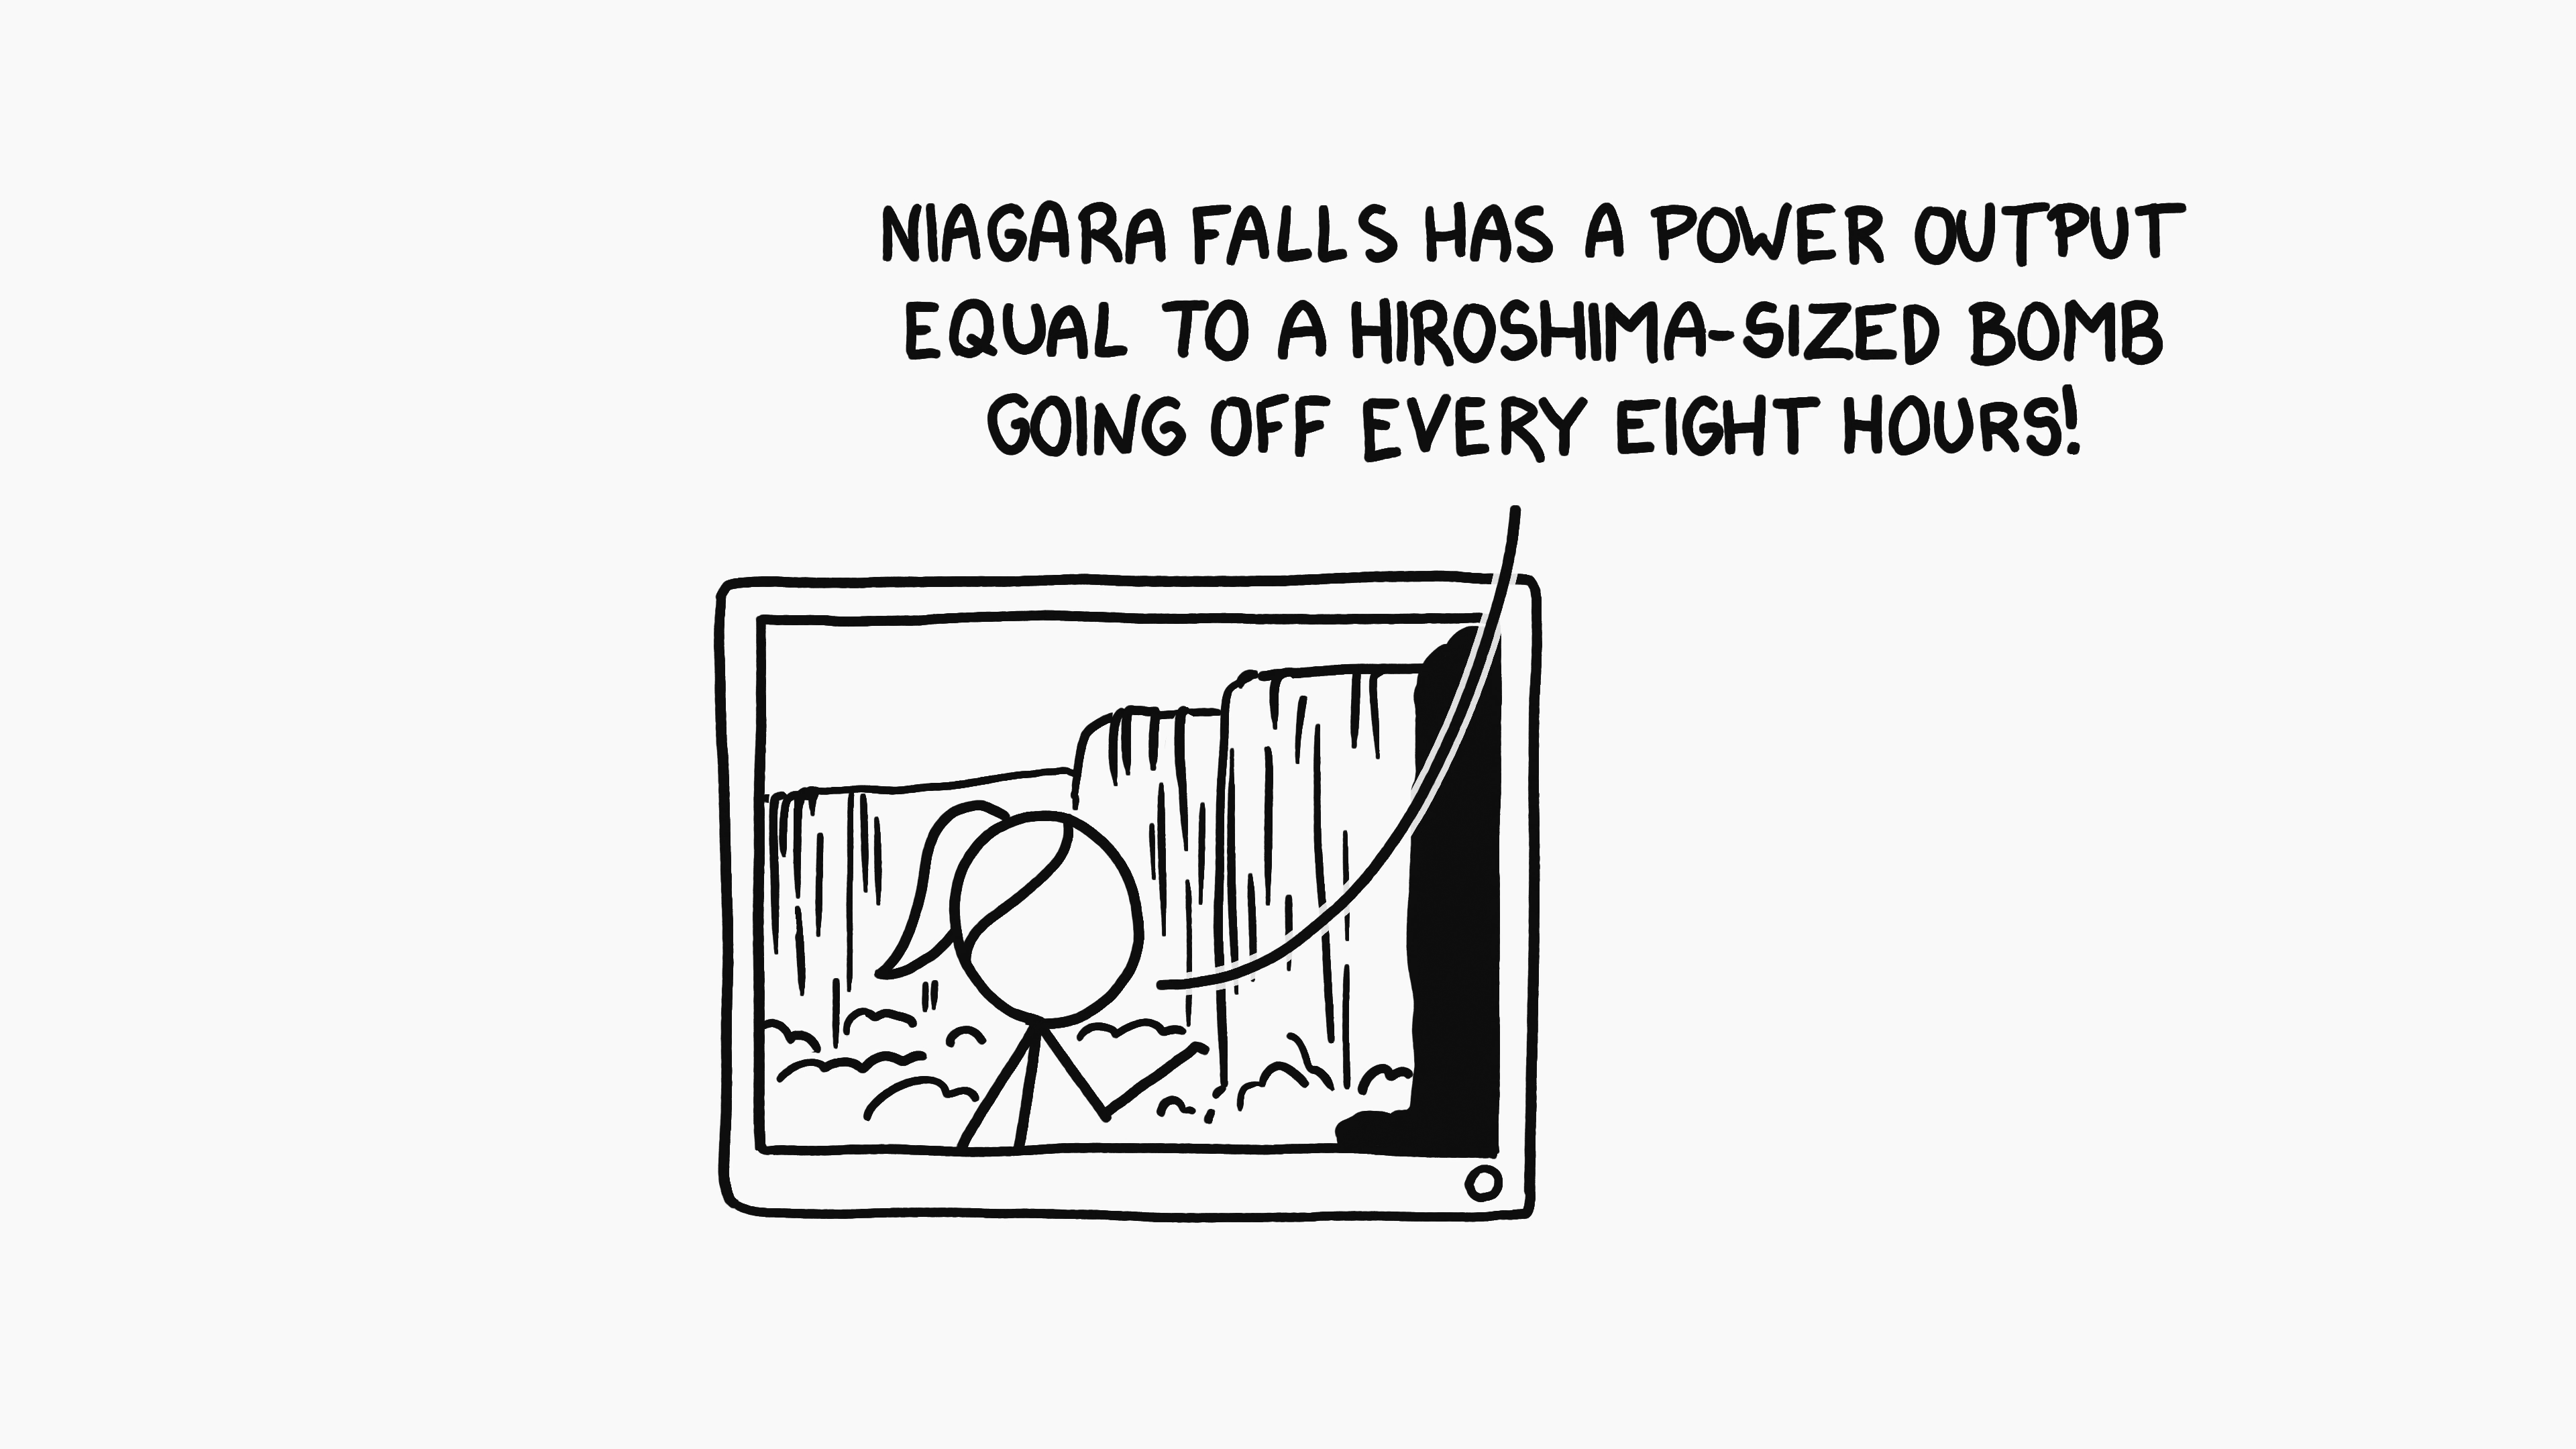 NIAGARA FALLS HAS A POWER OUTPUT
EQUAL TO A HIROSHIMA-SIZED BOMB
GOING OFF EVERY EIGHT HOURS!